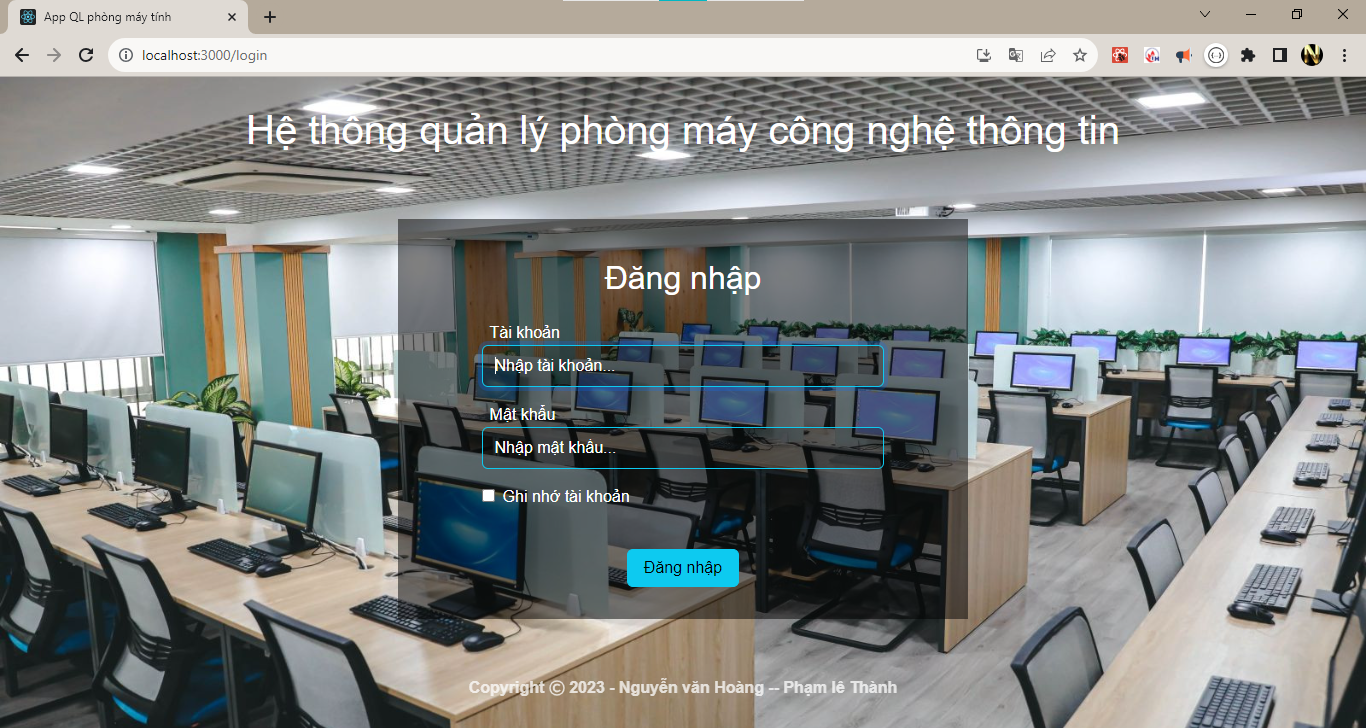 App QL phòng máy tính
localhost:3000/login
Hệ thống quản lý phòng máy công nghệ thông tin
Đăng nhập
Tài khoản
Nhập tài khoản...
Mật khẩu
Nhập mật khẩu...
Ghi nhớ tài khoản
Đăng nhập
Copyright © 2023 - Nguyễn văn Hoàng -- Phạm lê Thành